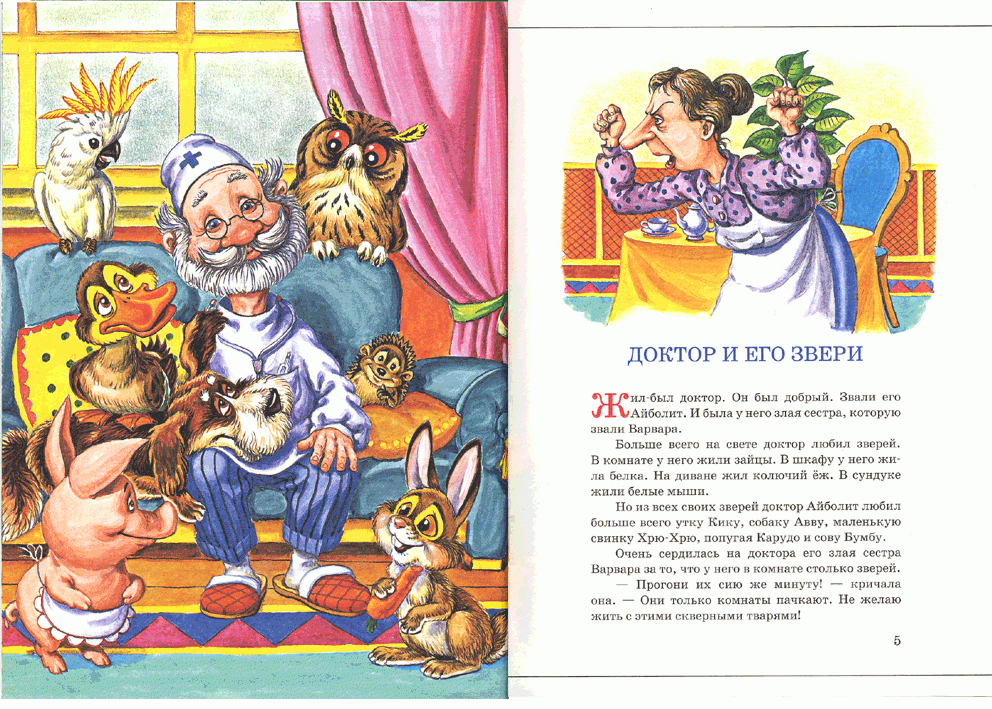 ДОКТОР И ЕГО ЗВЕРИ
Жил-был доктор. Он был добрый. Звали его
Айболит. И была у него злая сестра, которую
звали Варвара.
Больше всего на свете доктор любил зверей.
В комнате у него жили зайцы. В шкафу у него жи-
ла белка. На диване жил колючий ёж. В сундуке
жили белые мыши.
Но из всех своих зверей доктор Айболит любил
больше всего утку Кику, собаку Авву, маленькую
свинку Хрю-Хрю, попугая Карудо и сову Бумбу.
Очень сердилась на доктора его злая сестра
Варвара за то, что у него в комнате столько зверей.
— Прогони их сию же минуту! — кричала
она. — Они только комнаты пачкают. Не желаю
жить с этими скверными тварями!
5